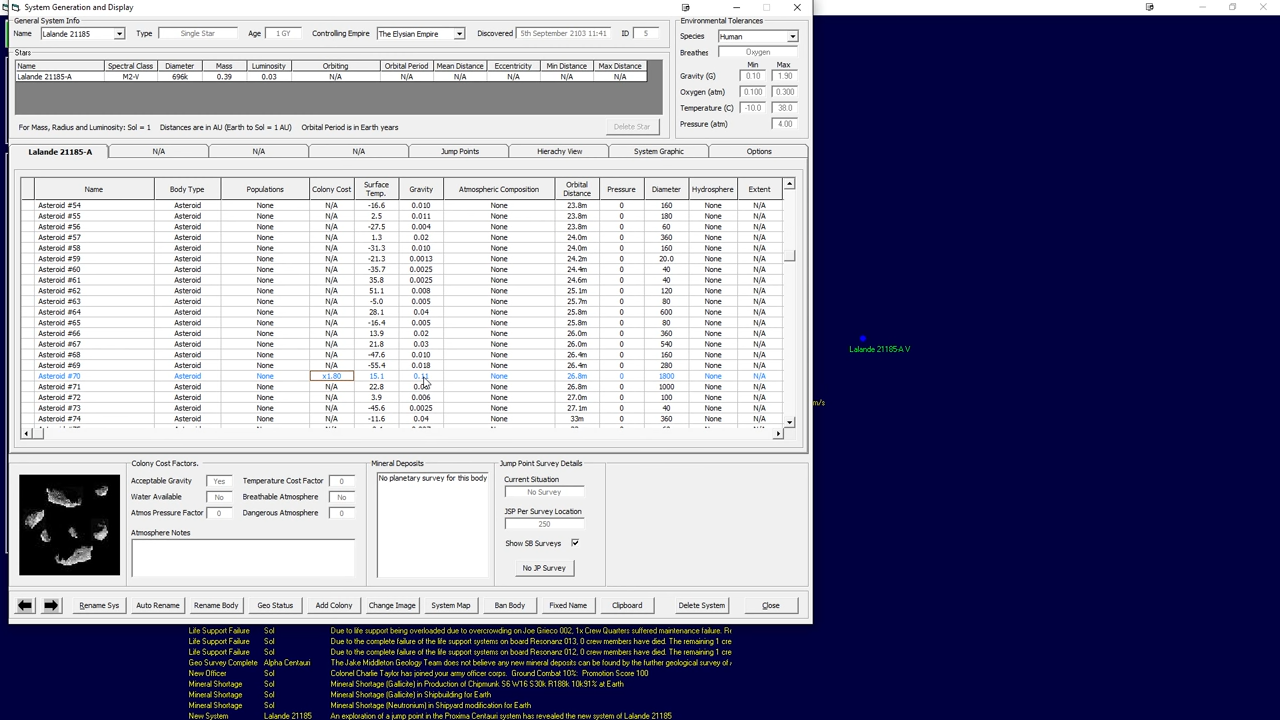 System Generation and Display
General System Info
Name Lalande 21185 Type Single Star Age 1 GY Controlling Empire The Elysian Empire Discovered 5th September 2103 11:41 ID 5
Environmental Tolerances
Species Human
Breathes Oxygen
Min Max
Gravity (G) 0.10 1.90
Oxygen (atm) 0.100 0.300
Temperature (C) -10.0 38.0
Pressure (atm) 4.00
Stars
Name Spectral Class Diameter Mass Luminosity Orbiting Orbital Period Mean Distance Eccentricity Min Distance Max Distance
Lalande 21185-A M2-V 696k 0.39 0.03 N/A N/A N/A N/A N/A N/A
For Mass, Radius and Luminosity: Sol = 1 Distances are in AU (Earth to Sol = 1 AU) Orbital Period is in Earth years Delete Star
Lalande 21185-A N/A N/A N/A Jump Points Hierachy View System Graphic Options
Name Body Type Populations Colony Cost Surface Temp. Gravity Atmospheric Composition Orbital Distance Pressure Diameter Hydrosphere Extent
Asteroid #54 Asteroid None N/A -16.6 0.010 None 23.8m 0 160 None N/A
Asteroid #55 Asteroid None N/A 2.5 0.011 None 23.8m 0 180 None N/A
Asteroid #56 Asteroid None N/A -27.5 0.004 None 23.8m 0 60 None N/A
Asteroid #57 Asteroid None N/A 1.3 0.02 None 24.0m 0 360 None N/A
Asteroid #58 Asteroid None N/A -31.3 0.010 None 24.0m 0 160 None N/A
Asteroid #59 Asteroid None N/A -21.3 0.0013 None 24.2m 0 20.0 None N/A
Asteroid #60 Asteroid None N/A -35.7 0.0025 None 24.4m 0 40 None N/A
Asteroid #61 Asteroid None N/A 35.8 0.0025 None 24.6m 0 40 None N/A
Asteroid #62 Asteroid None N/A 51.1 0.008 None 25.1m 0 120 None N/A
Asteroid #63 Asteroid None N/A -5.0 0.005 None 25.7m 0 80 None N/A
Asteroid #64 Asteroid None N/A 28.1 0.04 None 25.8m 0 600 None N/A
Asteroid #65 Asteroid None N/A -16.4 0.005 None 25.8m 0 80 None N/A
Asteroid #66 Asteroid None N/A 13.9 0.02 None 26.0m 0 360 None N/A
Asteroid #67 Asteroid None N/A 21.1 0.03 None 26.0m 0 540 None N/A
Asteroid #68 Asteroid None N/A -47.6 0.010 None 26.4m 0 160 None N/A
Asteroid #69 Asteroid None N/A -55.4 0.018 None 26.4m 0 280 None N/A
Asteroid #70 Asteroid None x1.80 15.1 0.11 None 26.8m 0 1800 None N/A
Asteroid #71 Asteroid None N/A 22.8 None 26.8m 0 1000 None N/A
Asteroid #72 Asteroid None N/A 3.9 0.006 None 27.0m 0 100 None N/A
Asteroid #73 Asteroid None N/A -45.6 0.0025 None 27.1m 0 40 None N/A
Asteroid #74 Asteroid None N/A -11.6 0.04 None 33m 0 360 None N/A
Colony Cost Factors.
Acceptable Gravity Yes Temperature Cost Factor 0
Water Available No Breathable Atmosphere No
Atmos Pressure Factor 0 Dangerous Atmosphere 0
Atmosphere Notes
Mineral Deposits
No planetary survey for this body
Jump Point Survey Details
Current Situation
No Survey
JSP Per Survey Location
250
Show SB Surveys
No JP Survey
Rename Sys Auto Rename Rename Body Geo Status Add Colony Change Image System Map Ban Body Fixed Name Clipboard Delete System Close
Lalande 21185-A V
m/s
Life Support Failure Sol Due to life support being overloaded due to overcrowding on Joe Grieco 002, 1x Crew Quarters suffered maintenance failure.
Life Support Failure Sol Due to the complete failure of the life support systems on board Resonanz 013, 0 crew members have died. The remaining 1 cre
Life Support Failure Sol Due to the complete failure of the life support systems on board Resonanz 012, 0 crew members have died. The remaining 1 cre
Geo Survey Complete Alpha Centauri The Jake Middleton Geology Team does not believe any new mineral deposits can be found by the further geological survey of
New Officer Sol Colonel Charlie Taylor has joined your army officer corps. Ground Combat 10%. Promotion Score 100
Mineral Shortage Sol Mineral Shortage (Gallicite) in Production of Chipmunk S6 W16 S30k R188k 10k91% at Earth
Mineral Shortage Sol Mineral Shortage (Gallicite) in Shipbuilding for Earth
Mineral Shortage Sol Mineral Shortage (Neutronium) in Shipyard modification for Earth
New System Lalande 21185 An exploration of a jump point in the Proxima Centauri system has revealed the new system of Lalande 21185